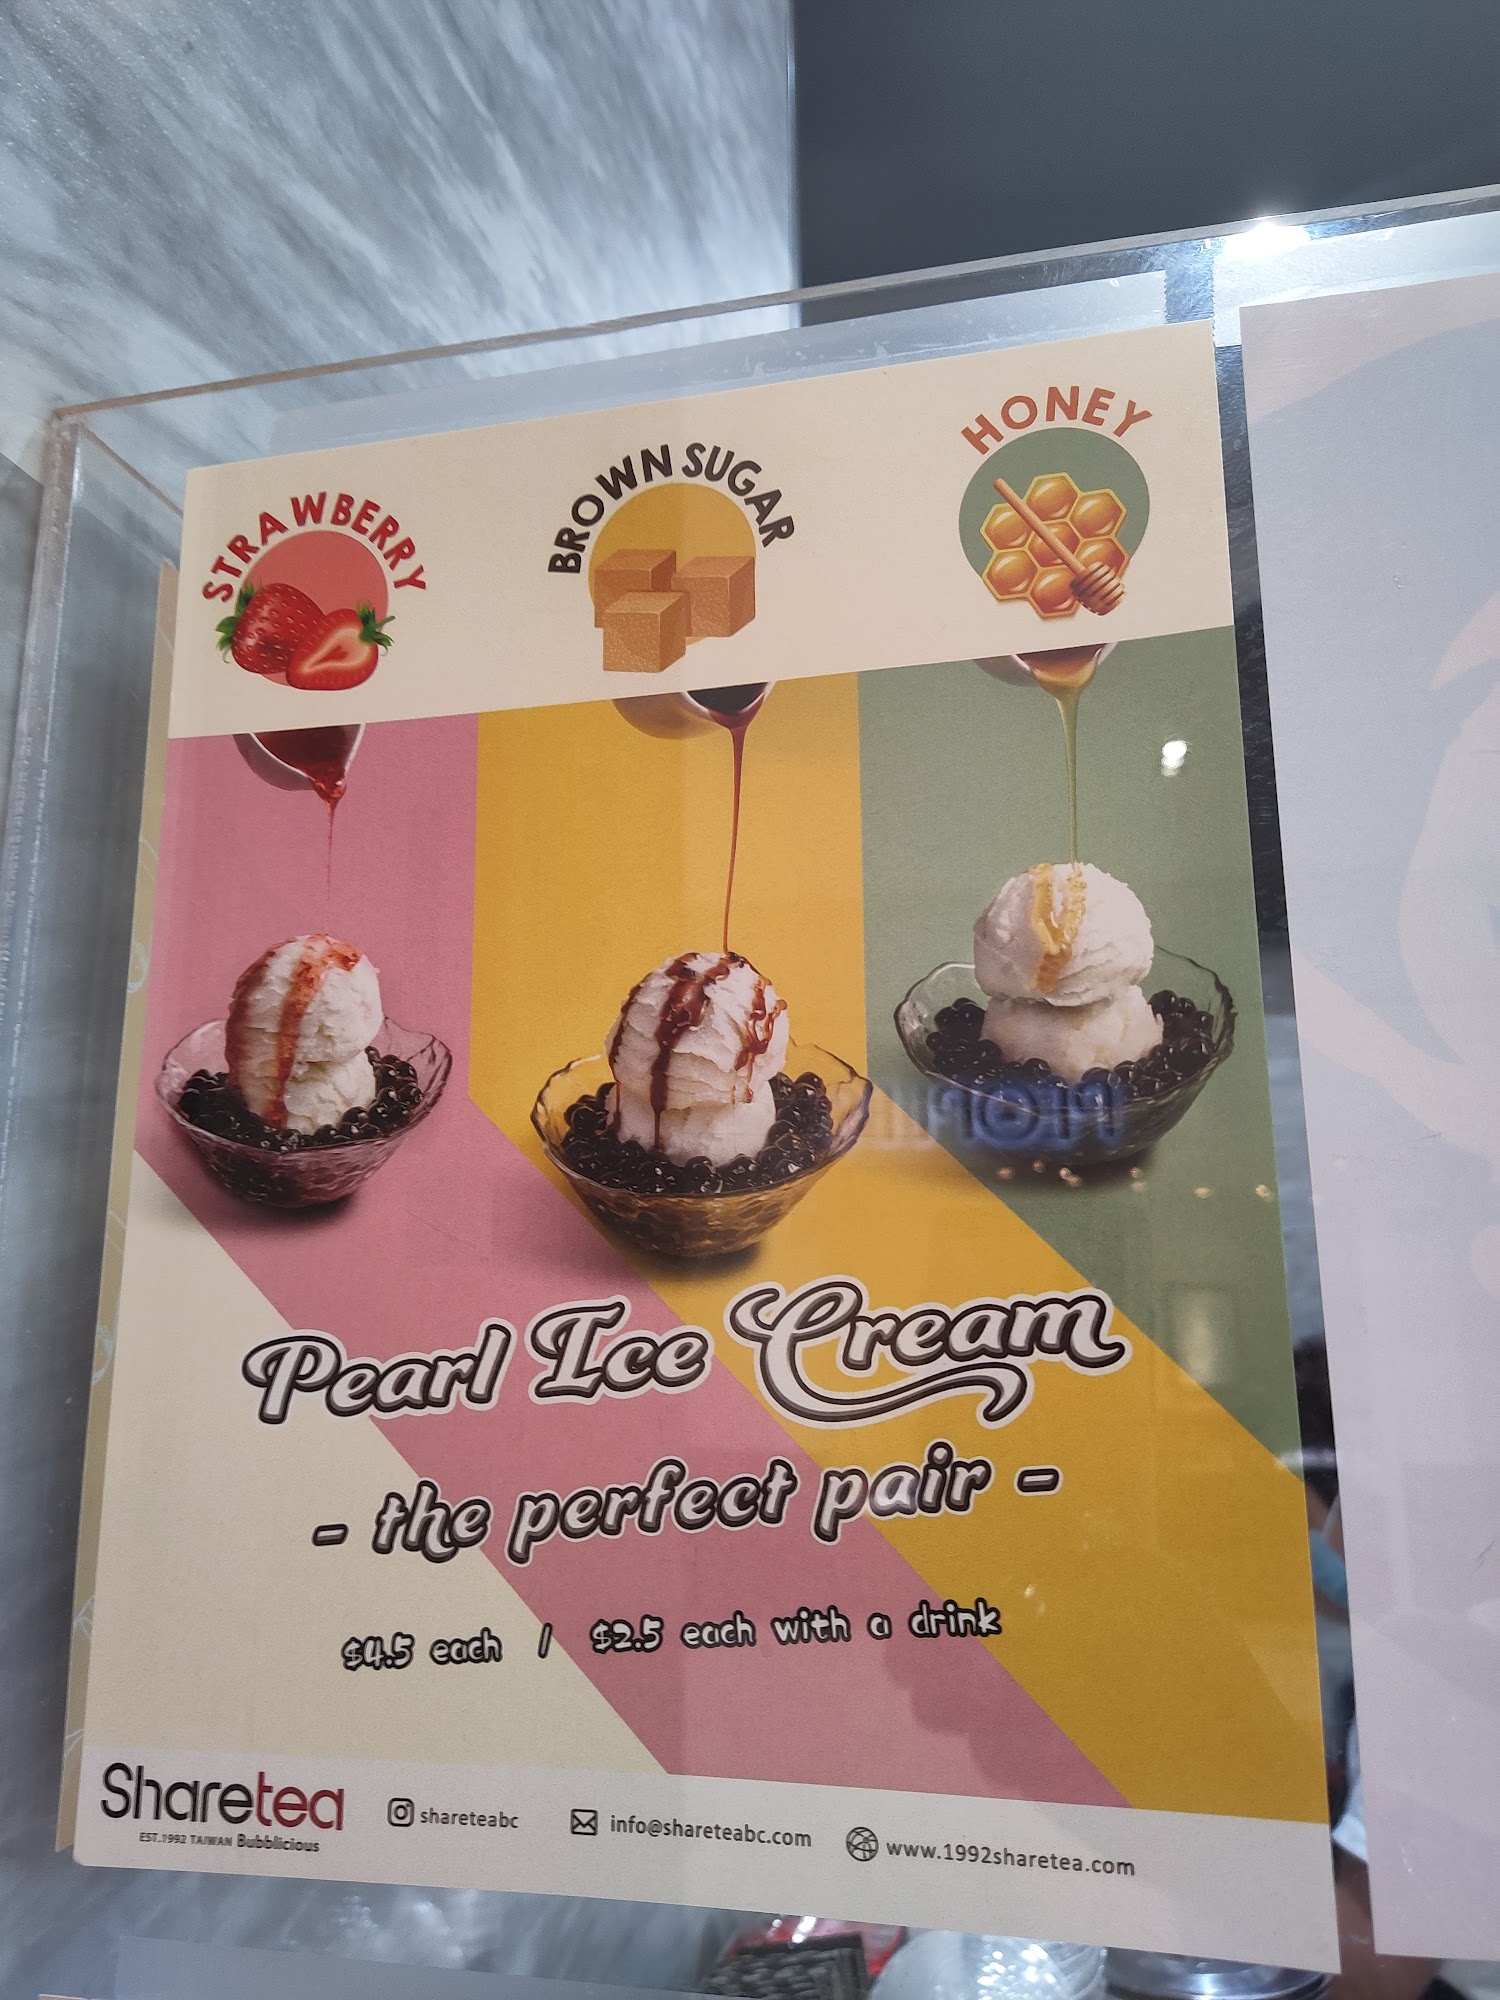 STRAWBERRY
BROWN SUGAR
HONEY
Pearl Ice Cream
- the perfect pair -
$4.5 each / $2.5 each with a drink
Sharetea
EST.1992 TAIWAN Bubblicious
shareteabc
info@shareteabc.com
www.1992sharetea.com